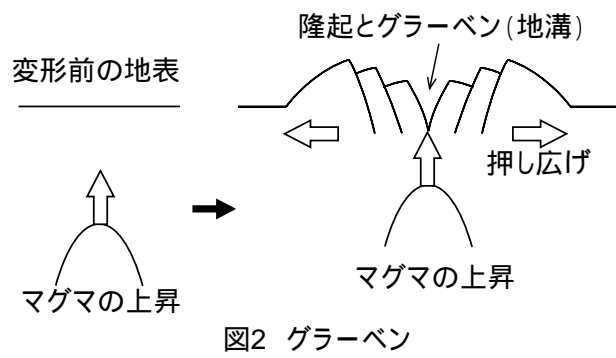 隆起とグラーベン(地溝)
変形前の地表
押し広げ
マグマの上昇
マグマの上昇
図2 グラーベン